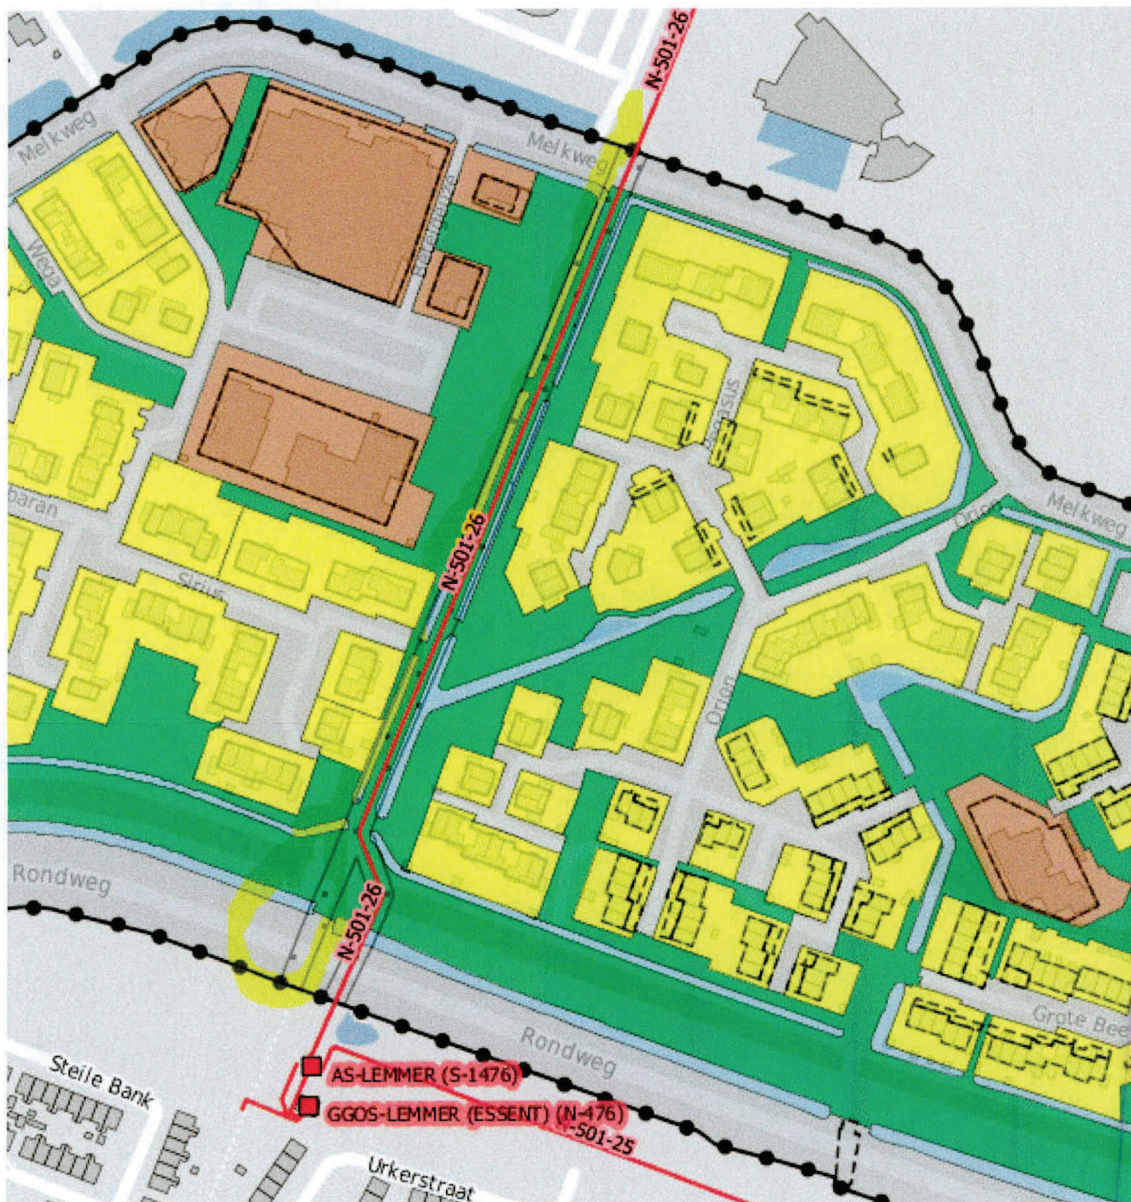 N-501-26
Melkweg
Melkweg
Wega
N-501-26
Melkweg
Sirius
Orion
Rondweg
N-501-26
Rondweg
Grote Bee
AS-LEMMER (S-1476)
GGOS-LEMMER (ESSENT) (N-476)
-501-25
Steile Bank
Urkerstraat